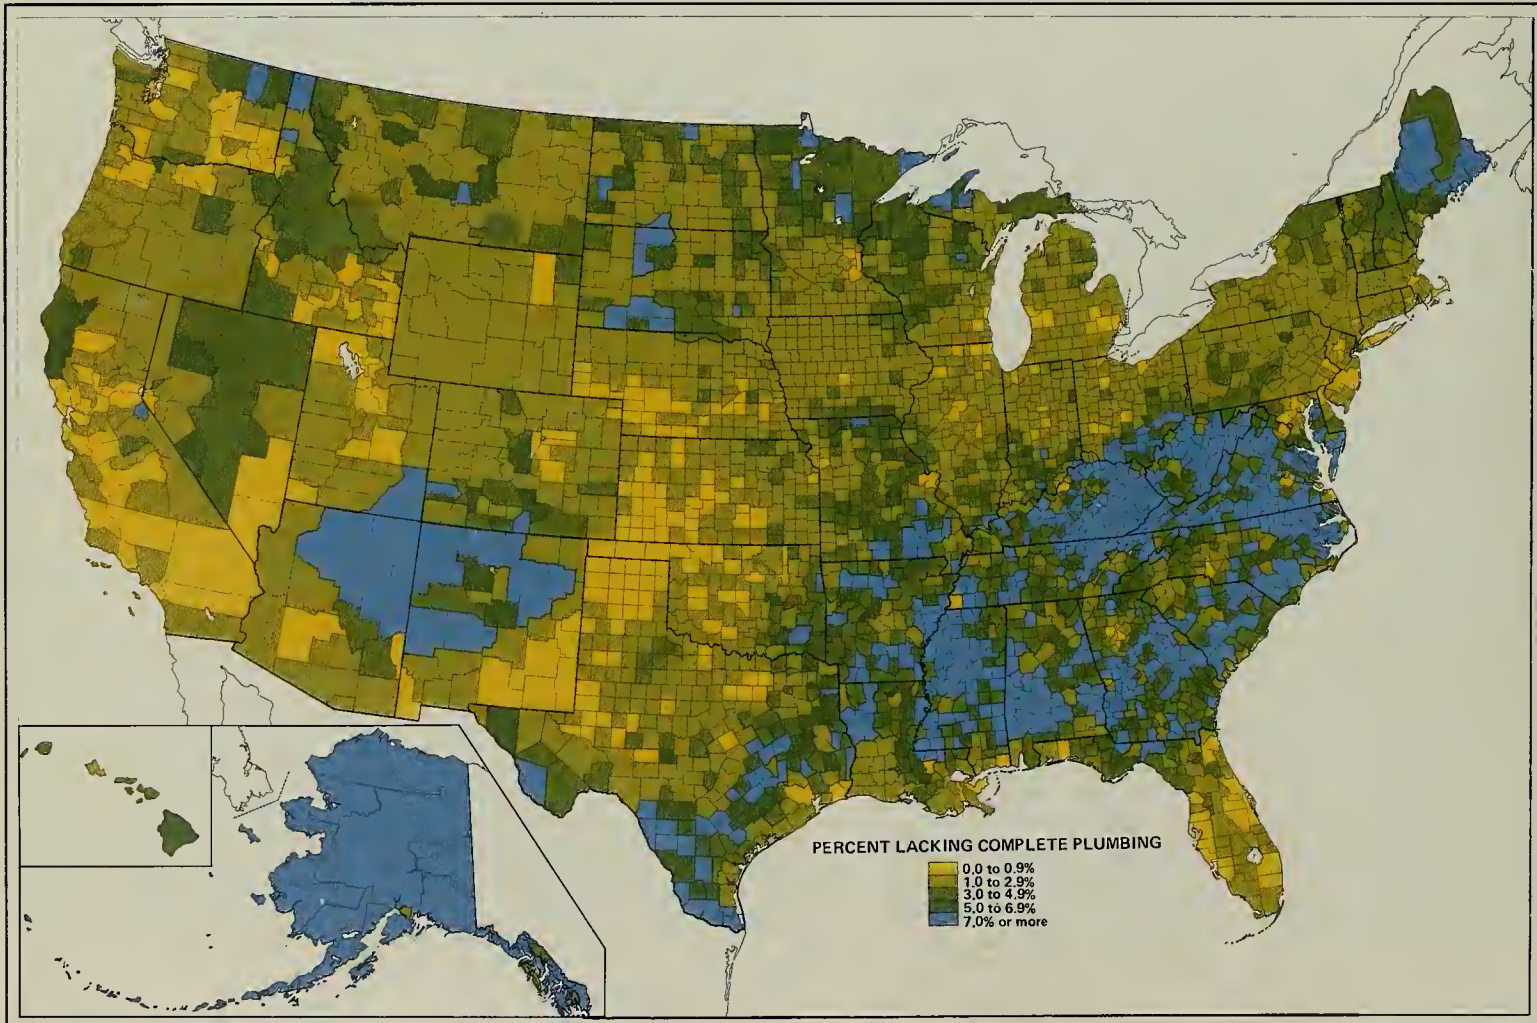 PERCENT LACKING COMPLETE PLUMBING
0.0 to 0.9%
1.0 to 2.9%
3.0 to 4.9%
5.0 to 6.9%
7.0% or more